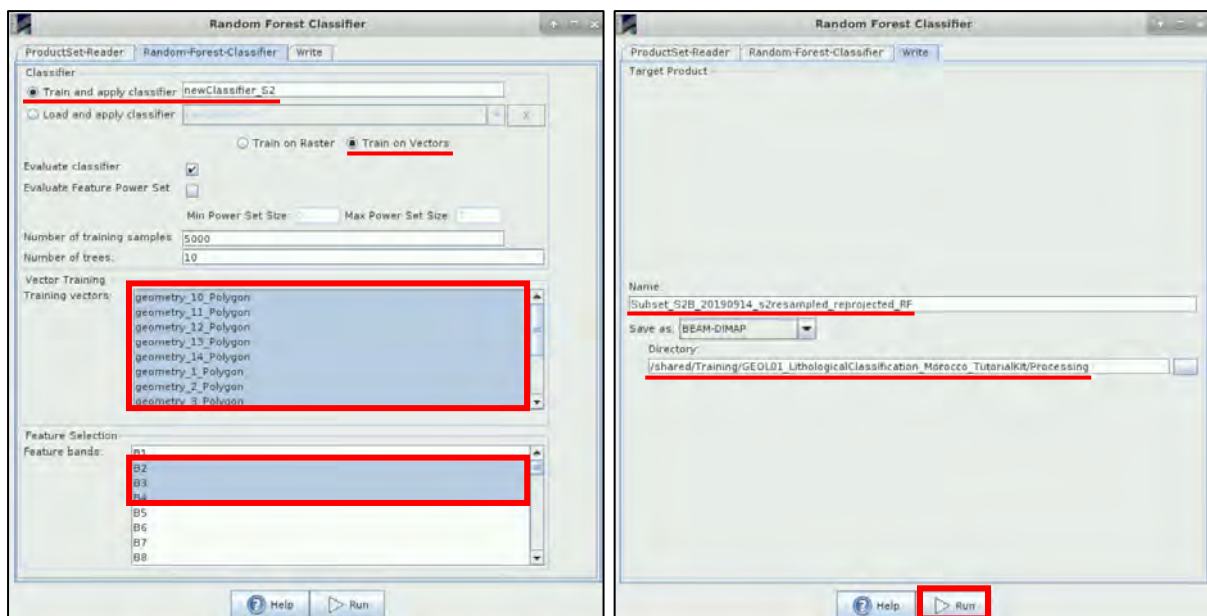 Random Forest Classifier
ProductSet-Reader Random-Forest-Classifier Write
Classifier
Train and apply classifier newClassifier_S2
Load and apply classifier
Train on Raster Train on Vectors
Evaluate classifier
Evaluate Feature Power Set
Min Power Set Size: Max Power Set Size:
Number of training samples: 5000
Number of trees: 10
Vector Training
Training vectors: geometry_10_Polygon
geometry_11_Polygon
geometry_12_Polygon
geometry_13_Polygon
geometry_14_Polygon
geometry_1_Polygon
geometry_2_Polygon
geometry_3_Polygon
Feature Selection
Feature bands: B1
B2
B3
B4
B5
B6
B7
B8
Help Run
Random Forest Classifier
ProductSet-Reader Random-Forest-Classifier Write
Target Product
Name:
Subset_S2B_20190914_s2resampled_reprojected_RF
Save as: BEAM-DIMAP
Directory:
/shared/Training/GEOL01_LithologicalClassification_Morocco_TutorialKit/Processing
Help Run